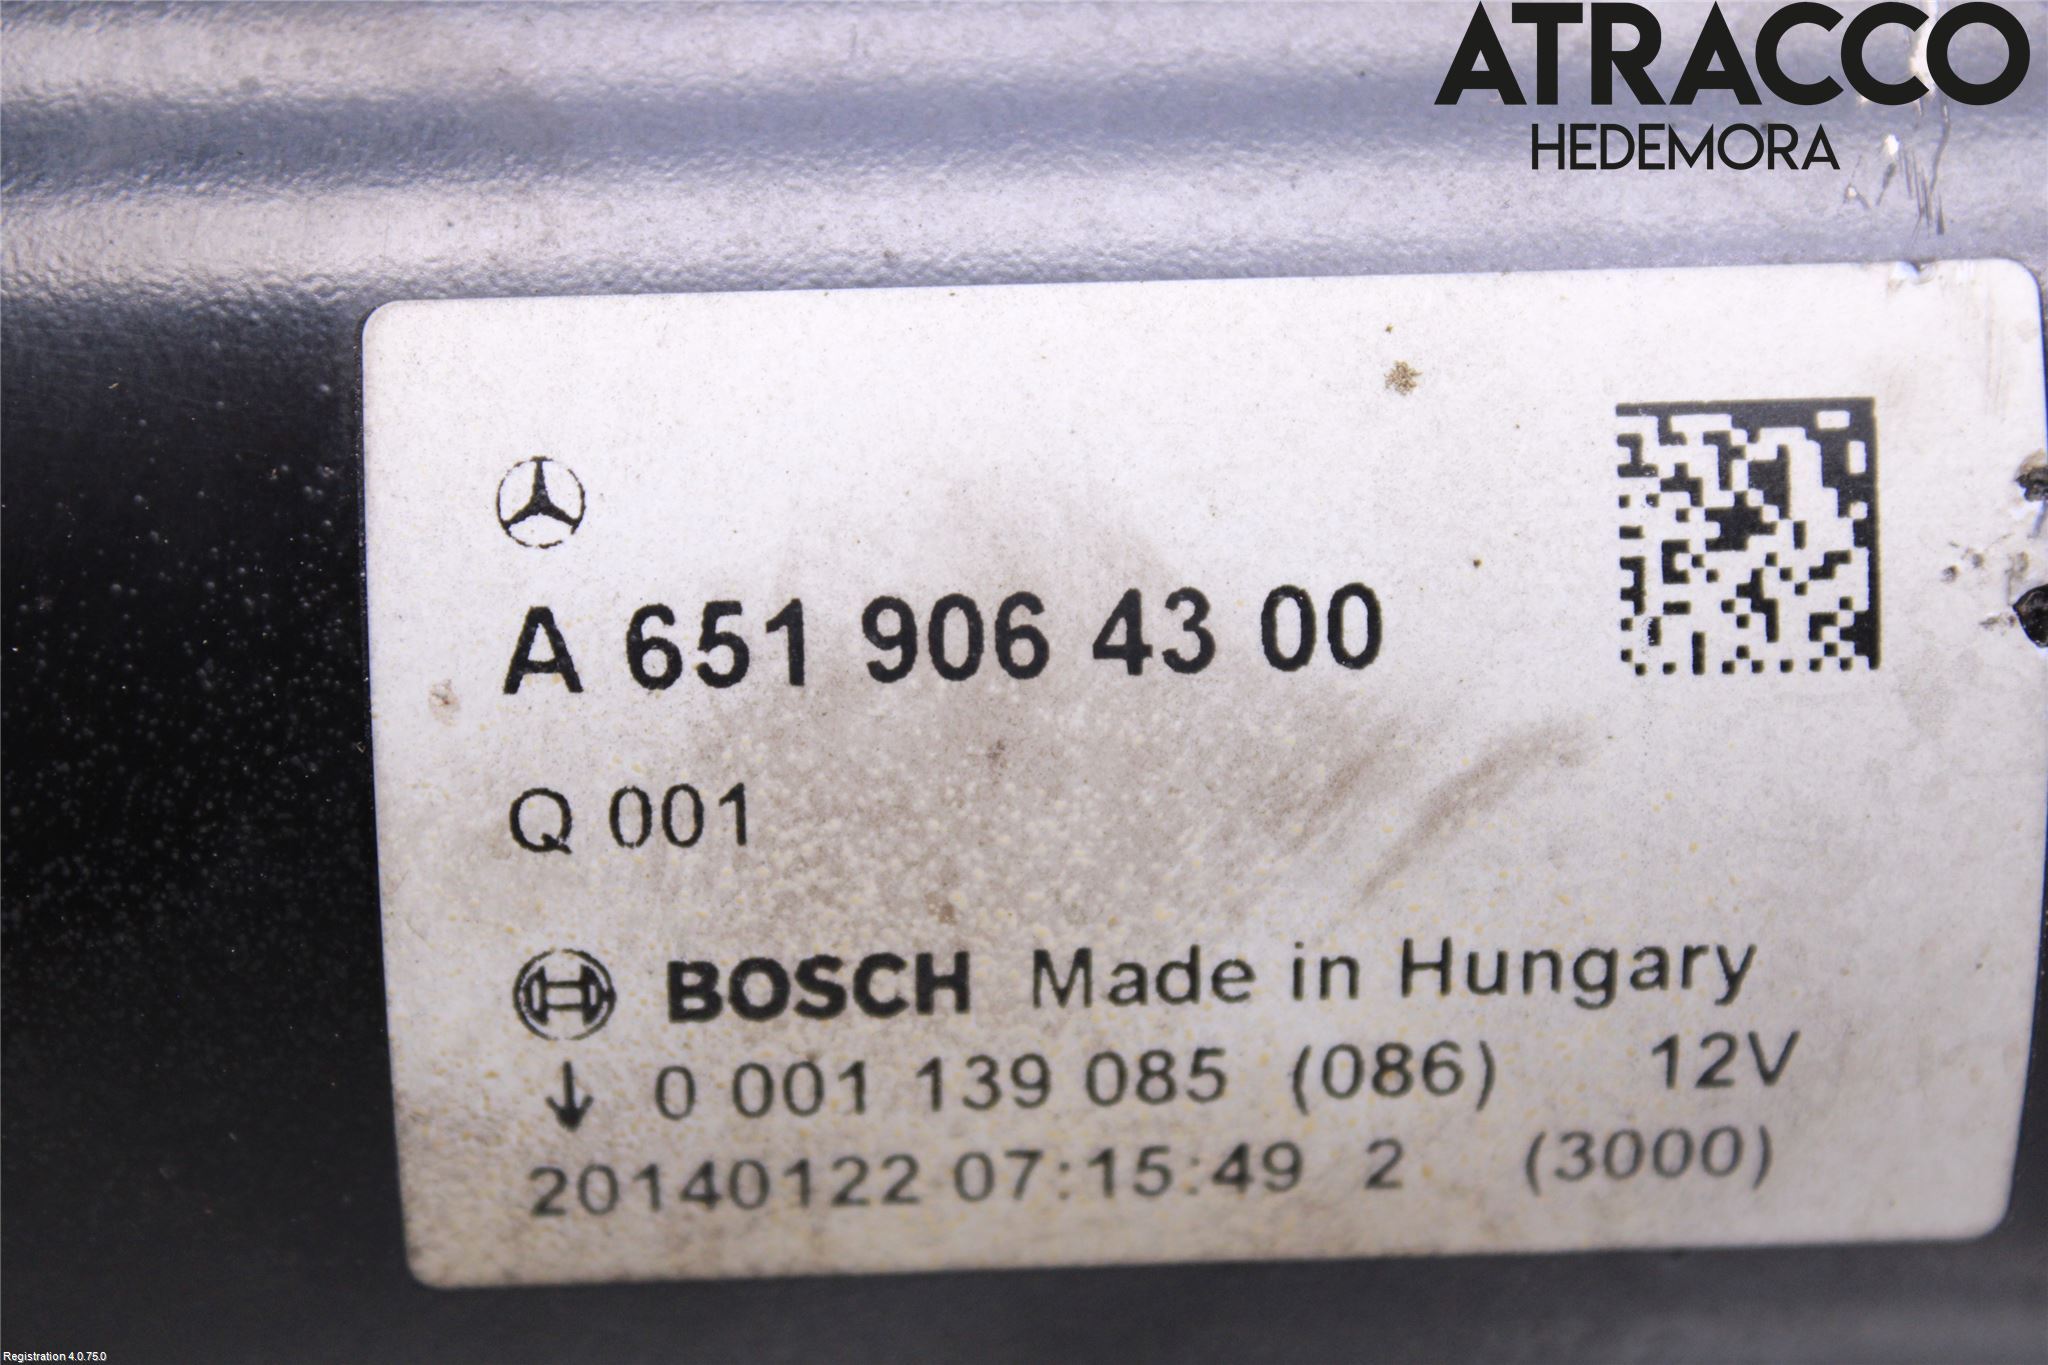 ATRACCO
HEDEMORA
A 651 906 43 00
Q 001
BOSCH Made in Hungary
↓ 0 001 139 085 (086) 12V
20140122 07:15:49 2 (3000)
Registration 4.0.75.0